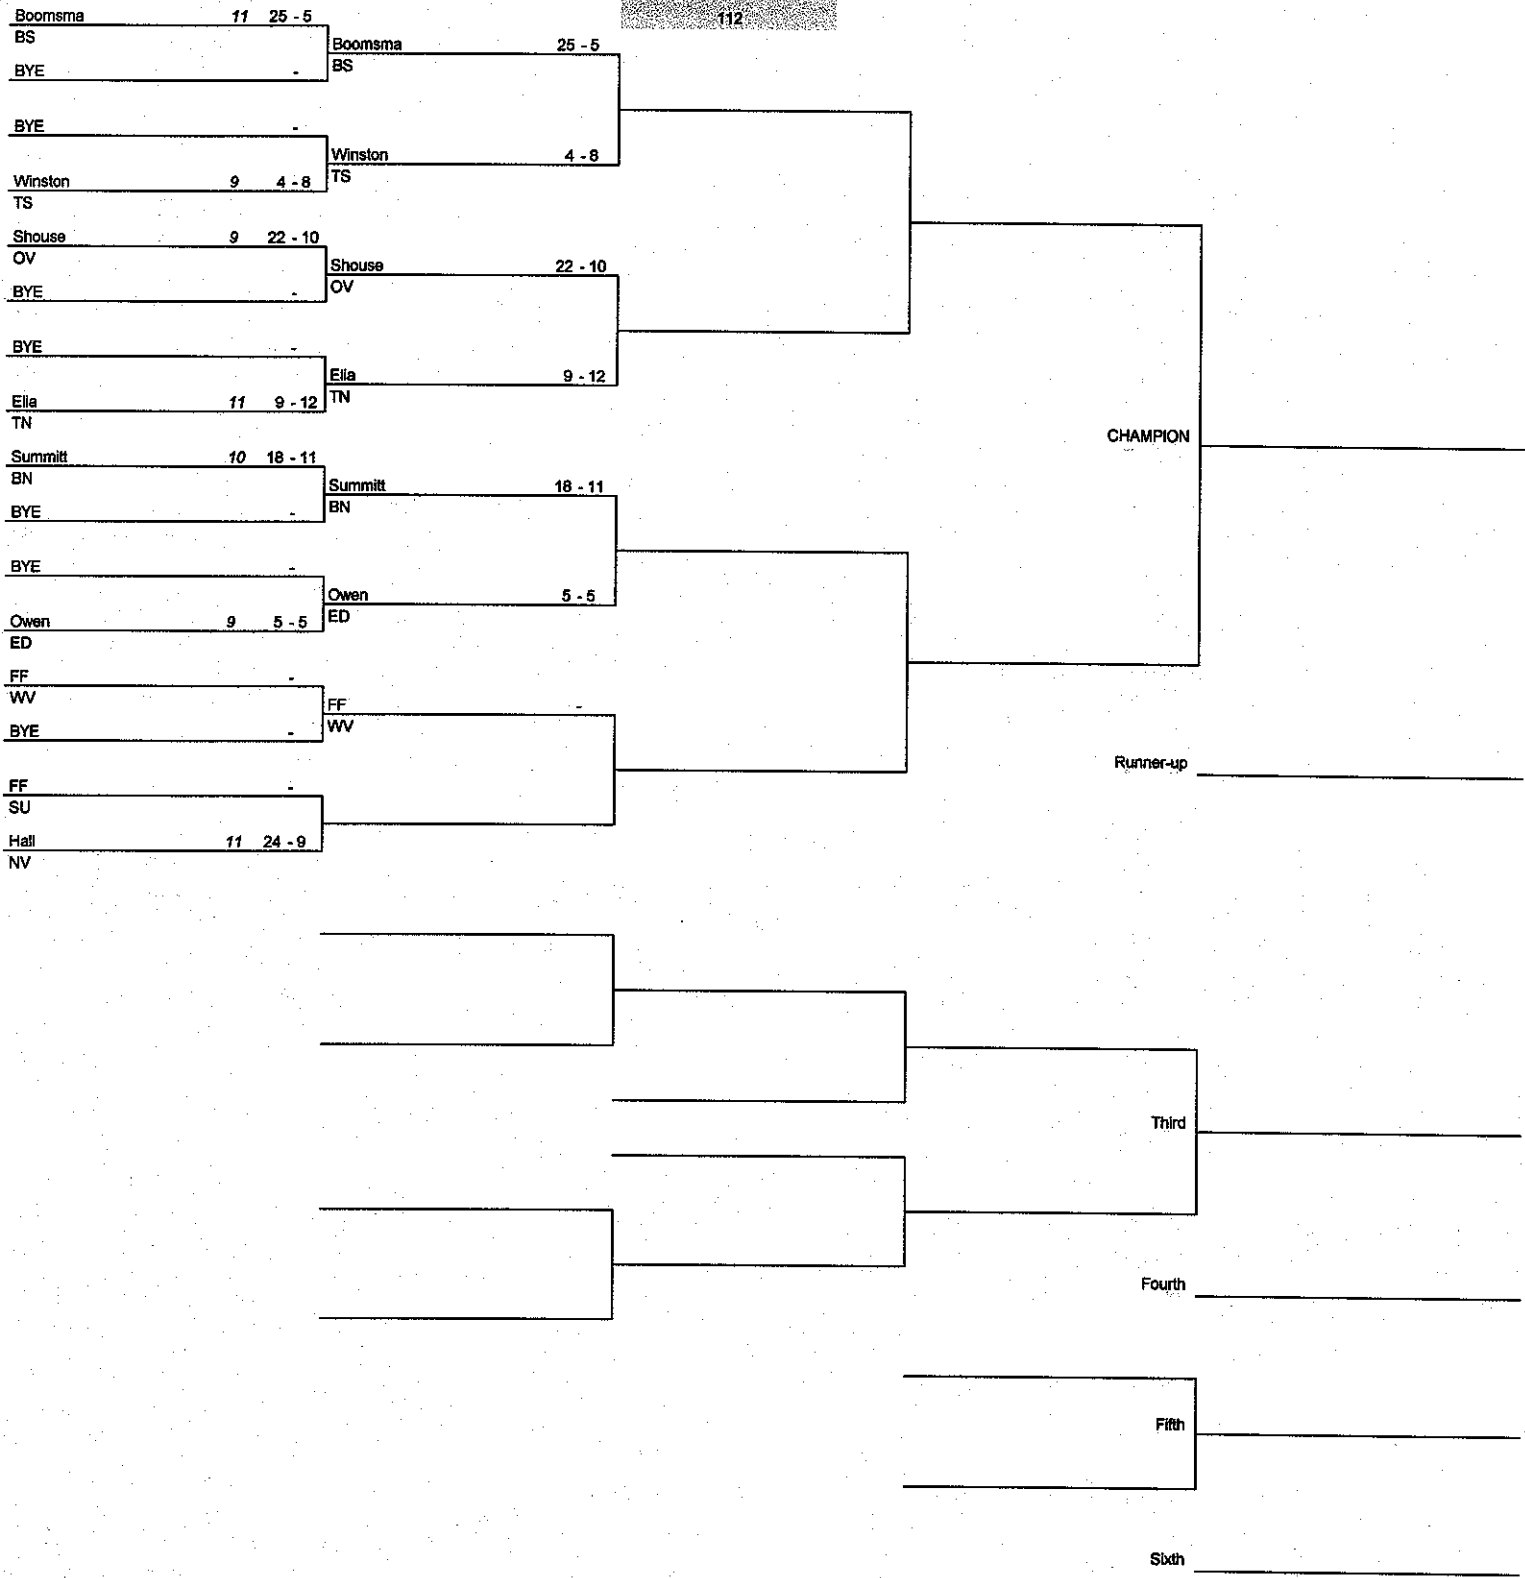 112
Boomsma 11 25 - 5
BS
BYE -
BYE -
Winston 9 4 - 8
TS
Shouse 9 22 - 10
OV
BYE -
BYE -
Elia 11 9 - 12
TN
Summitt 10 18 - 11
BN
BYE -
BYE -
Owen 9 5 - 5
ED
FF -
WV
BYE -
FF -
SU
Hall 11 24 - 9
NV
Boomsma 25 - 5
BS
Winston 4 - 8
TS
Shouse 22 - 10
OV
Elia 9 - 12
TN
Summitt 18 - 11
BN
Owen 5 - 5
ED
FF -
WV
CHAMPION
Runner-up
Third
Fourth
Fifth
Sixth